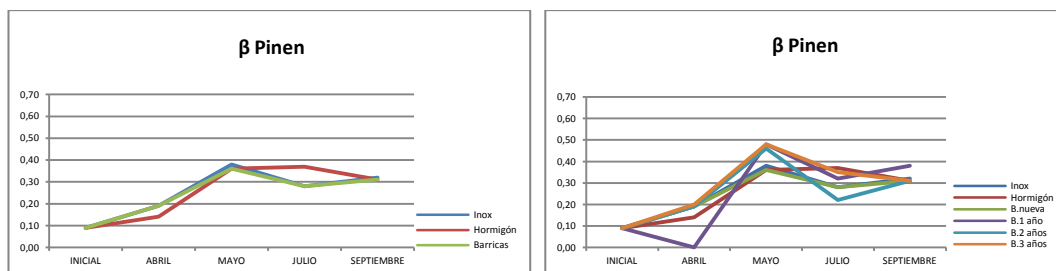 β Pinen
0,70
0,60
0,50
0,40
0,30
0,20
0,10
0,00
INICIAL ABRIL MAYO JULIO SEPTIEMBRE
Inox
Hormigón
Barricas
β Pinen
0,70
0,60
0,50
0,40
0,30
0,20
0,10
0,00
INICIAL ABRIL MAYO JULIO SEPTIEMBRE
Inox
Hormigón
B.nueva
B.1 año
B.2 años
B.3 años